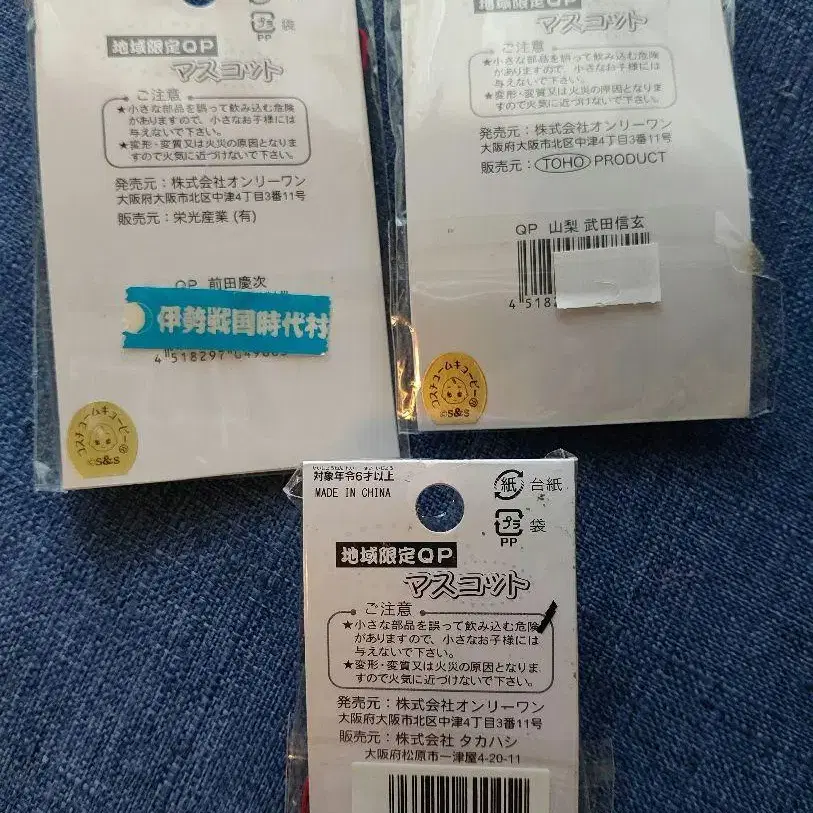 プラ 袋
PP
地域限定QP
マスコット
ご注意
★小さな部品を誤って飲み込む危険
がありますので、小さなお子様には
与えないで下さい。
★変形・変質又は火災の原因となりま
すので火気に近づけないで下さい。
発売元：株式会社オンリーワン
大阪府大阪市北区中津4丁目3番11号
販売元：栄光産業(有)
QP 前田慶次
伊勢戦国時代村
4 518297
コスチュームキューピー
©S&S
地域限定QP
マスコット
ご注意
★小さな部品を誤って飲み込む危険
がありますので、小さなお子様には
与えないで下さい。
★変形・変質又は火災の原因となりま
すので火気に近づけないで下さい。
発売元：株式会社オンリーワン
大阪府大阪市北区中津4丁目3番11号
販売元：TOHO PRODUCT
QP 山梨 武田信玄
4 5182
コスチュームキューピー
©S&S
対象年令6才以上
MADE IN CHINA
紙 台紙
プラ 袋
PP
地域限定QP
マスコット
ご注意
★小さな部品を誤って飲み込む危険
がありますので、小さなお子様には
与えないで下さい。
★変形・変質又は火災の原因となりま
すので火気に近づけないで下さい。
発売元：株式会社オンリーワン
大阪府大阪市北区中津4丁目3番11号
販売元：株式会社 タカハシ
大阪府松原市一津屋4-20-11